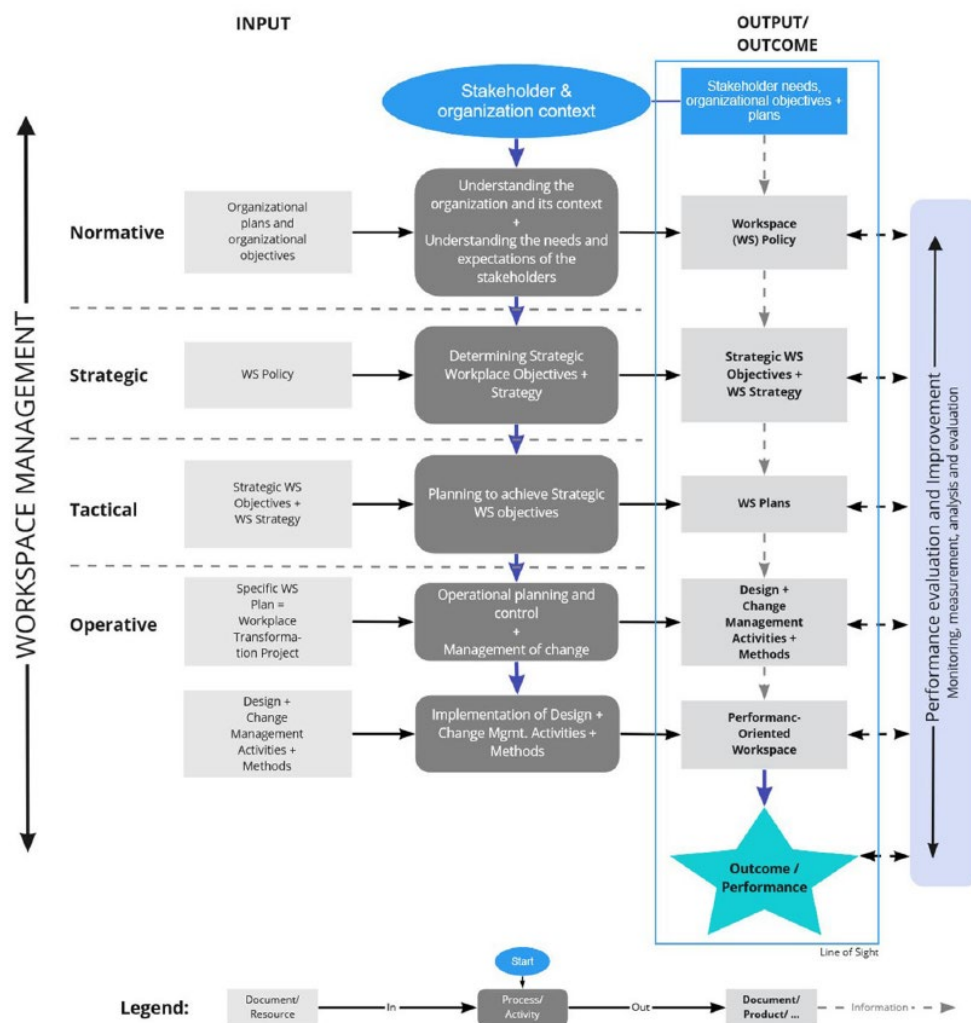 INPUT
OUTPUT/
OUTCOME
Stakeholder &
organization context
Stakeholder needs,
organizational objectives +
plans
WORKSPACE MANAGEMENT
Normative
Organizational
plans and
organizational
objectives
Understanding the
organization and its context
+
Understanding the needs and
expectations of the
stakeholders
Workspace
(WS) Policy
Strategic
WS Policy
Determining Strategic
Workplace Objectives +
Strategy
Strategic WS
Objectives +
WS Strategy
Tactical
Strategic WS
Objectives +
WS Strategy
Planning to achieve Strategic
WS objectives
WS Plans
Operative
Specific WS
Plan =
Workplace
Transforma-
tion Project
Operational planning and
control
+
Management of change
Design +
Change
Management
Activities +
Methods
Design +
Change
Management
Activities +
Methods
Implementation of Design +
Change Mgmt. Activities +
Methods
Performanc-
Oriented
Workspace
Outcome /
Performance
Performance evaluation and Improvement
Monitoring, measurement, analysis and evaluation
Line of Sight
Legend:
Document/
Resource
In
Start
Process/
Activity
Out
Document/
Product/ ...
Information